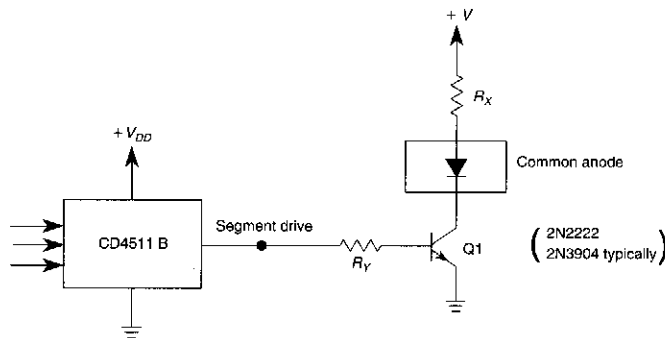 + V
R_X
+ V_DD
Common anode
CD4511 B
Segment drive
R_Y
Q1
( 2N2222
2N3904 typically )